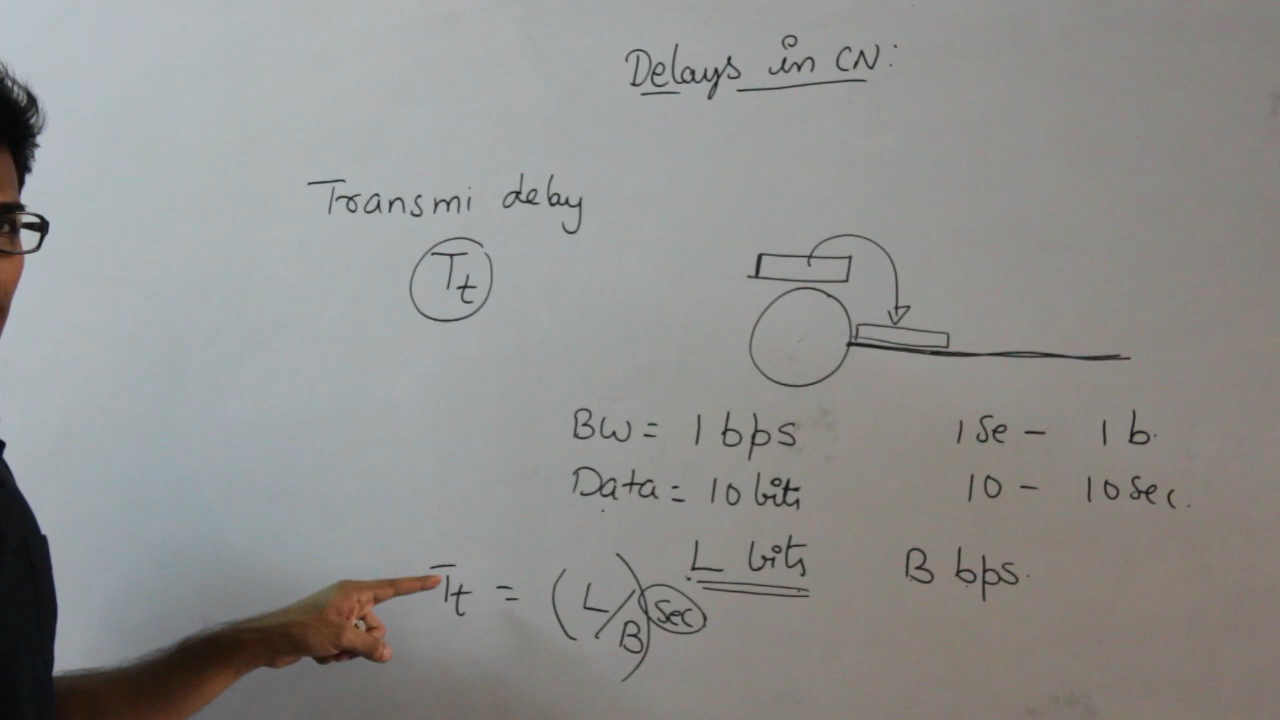 Delays in CN:
Transmi delay
Tt
BW = 1 bps
1 Se - 1 b.
Data = 10 bits
10 - 10 Sec.
L bits
B bps.
Tt = (L/B) Sec